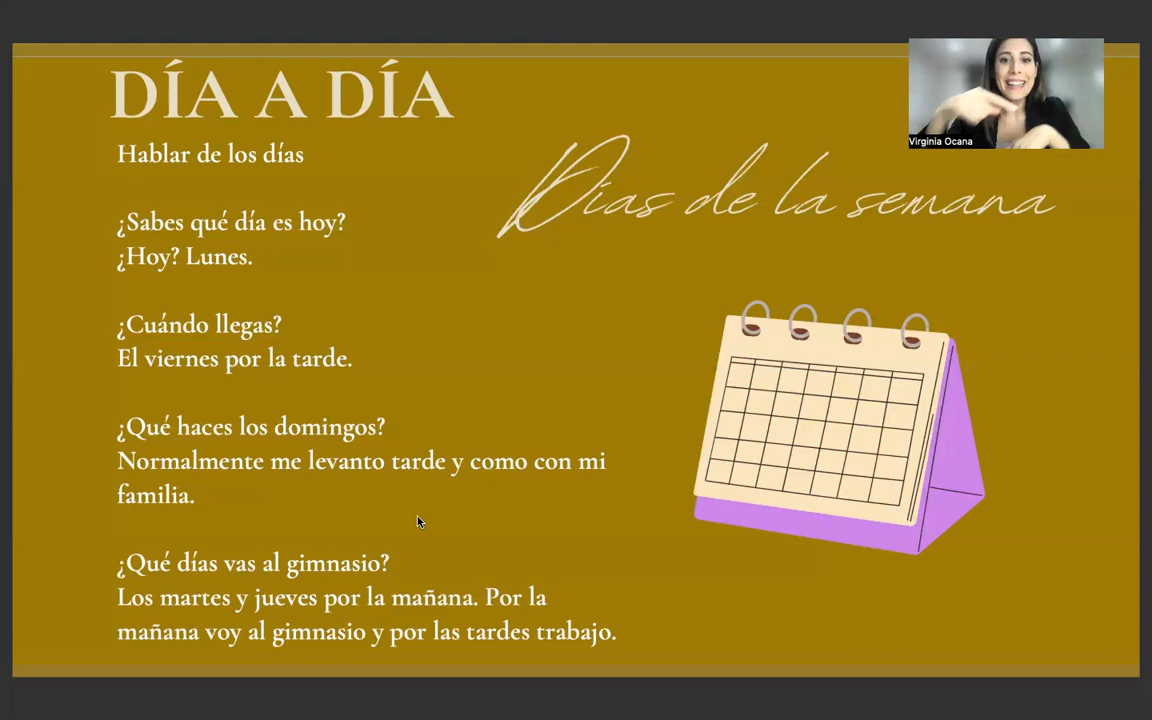 DÍA A DÍA
Hablar de los días
¿Sabes qué día es hoy?
¿Hoy? Lunes.
¿Cuándo llegas?
El viernes por la tarde.
¿Qué haces los domingos?
Normalmente me levanto tarde y como con mi
familia.
¿Qué días vas al gimnasio?
Los martes y jueves por la mañana. Por la
mañana voy al gimnasio y por las tardes trabajo.
Días de la semana
Virginia Ocana